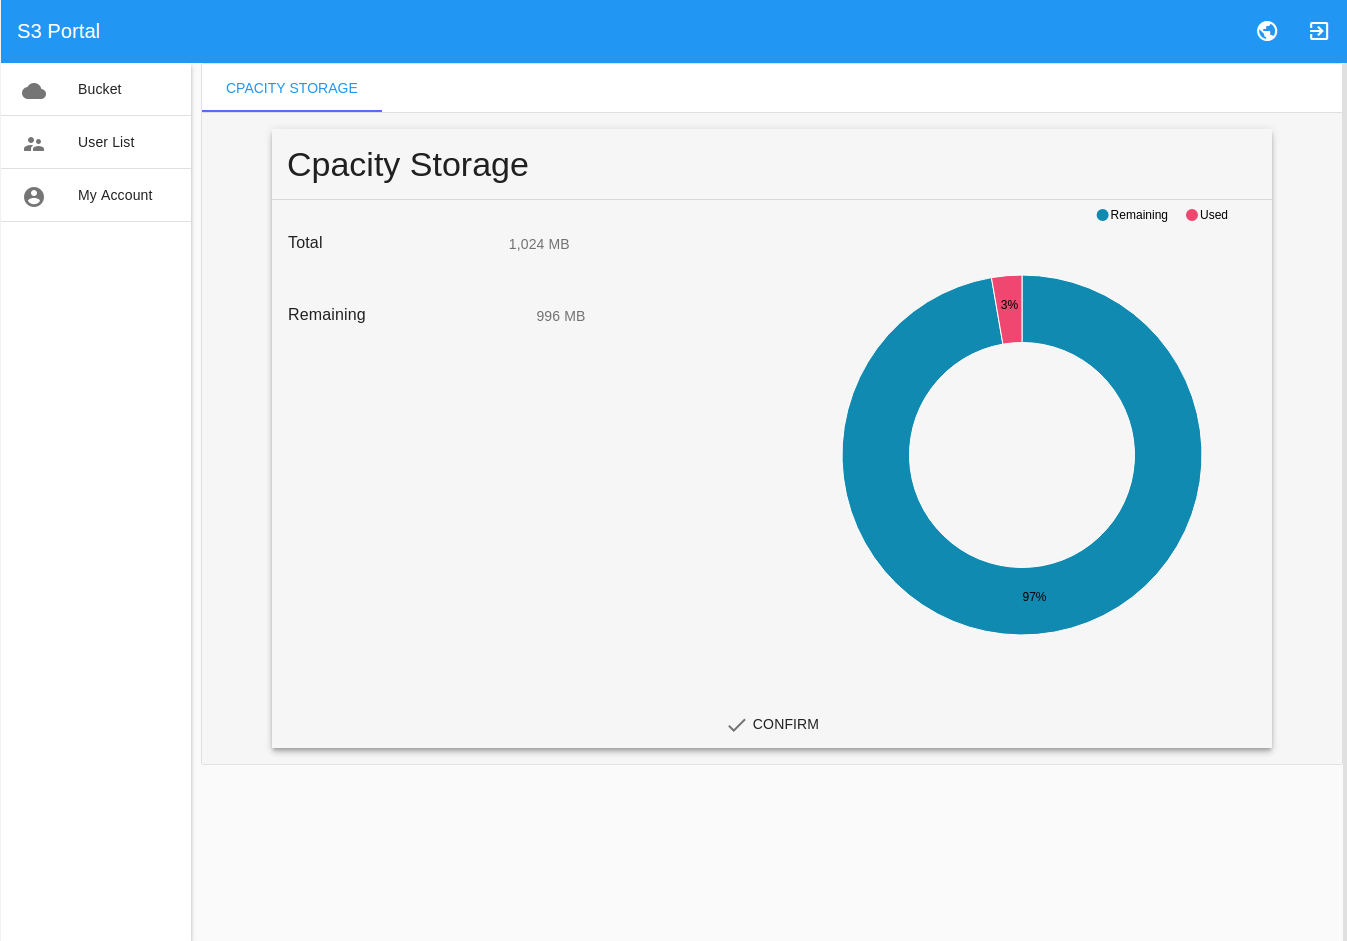 S3 Portal
Bucket
User List
My Account
CPACITY STORAGE
Cpacity Storage
Remaining Used
Total 1,024 MB
Remaining 996 MB
3%
97%
CONFIRM